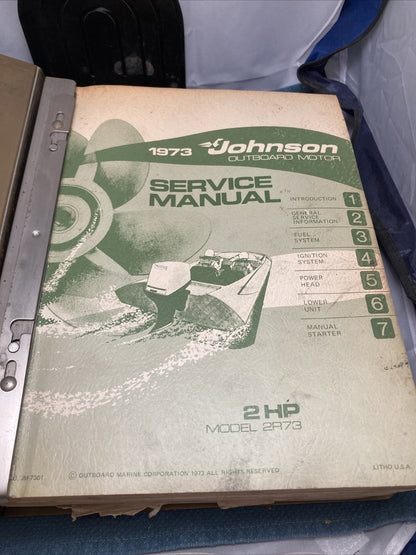 1973 Johnson
OUTBOARD MOTOR
SERVICE
MANUAL
INTRODUCTION 1
GENERAL
SERVICE
INFORMATION 2
FUEL
SYSTEM 3
IGNITION
SYSTEM 4
POWER
HEAD 5
LOWER
UNIT 6
MANUAL
STARTER 7
2 HP
MODEL 2R73
© OUTBOARD MARINE CORPORATION 1972 ALL RIGHTS RESERVED
LITHO U.S.A.